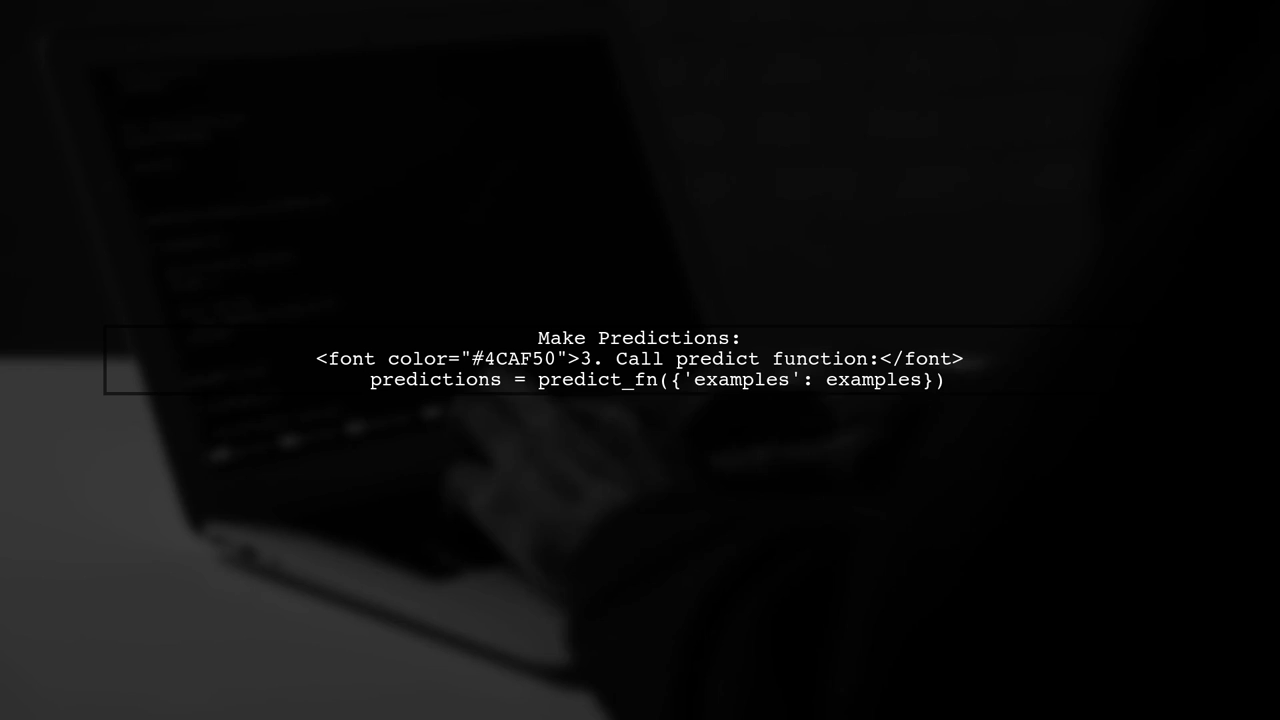 Make Predictions:
<font color="#4CAF50">3. Call predict function:</font>
predictions = predict_fn({'examples': examples})